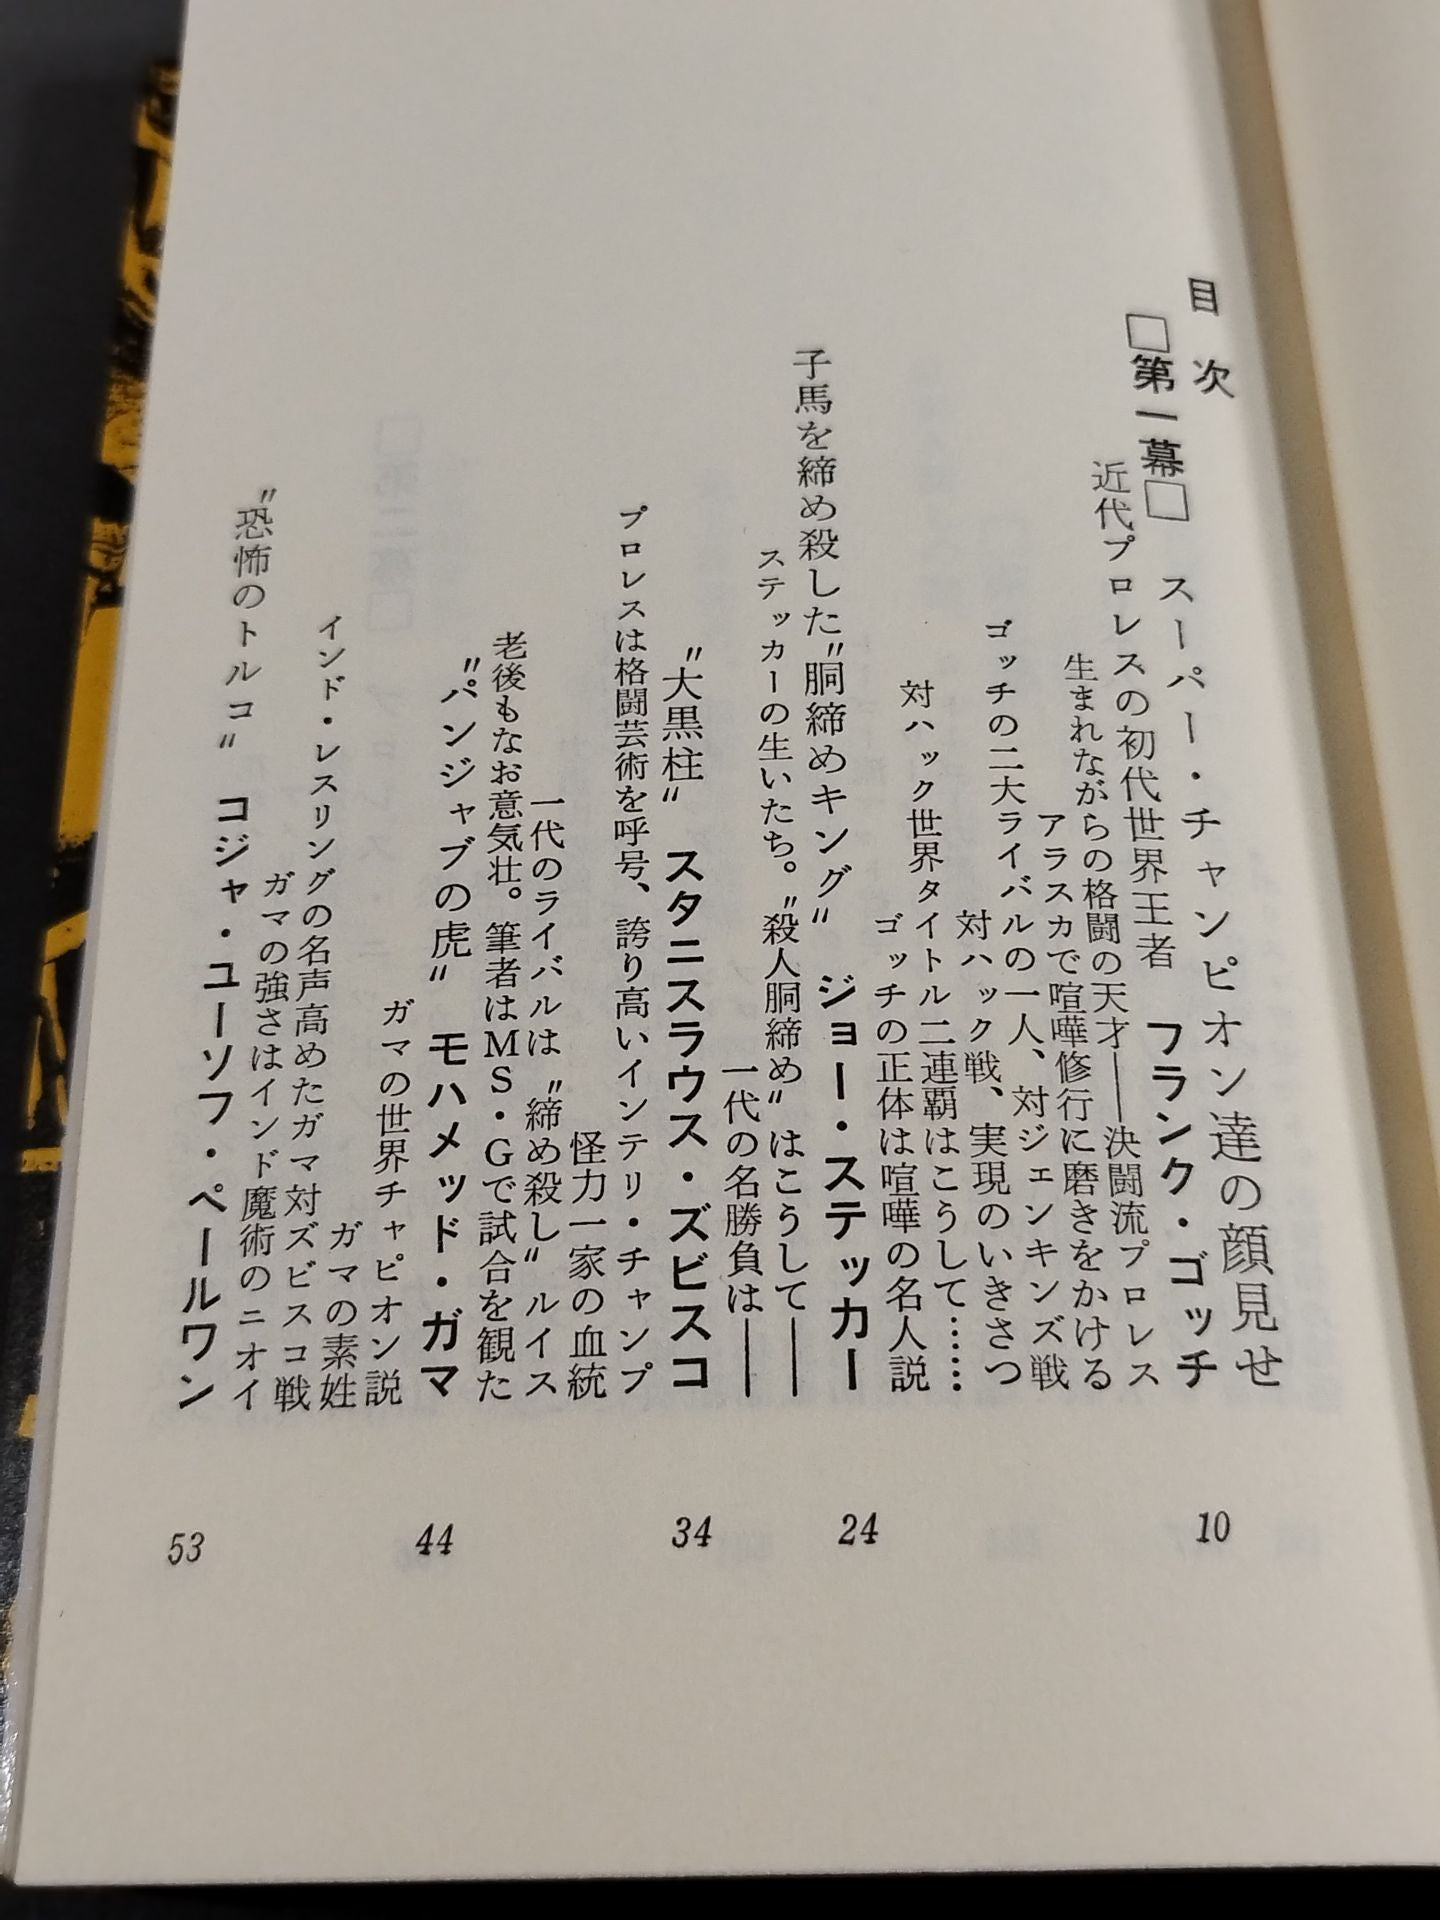 目次
□第一幕□ スーパー・チャンピオン達の顔見せ
近代プロレスの初代世界王者 フランク・ゴッチ 10
生まれながらの格闘の天才——決闘流プロレス
アラスカで喧嘩修行に磨きをかける
ゴッチの二大ライバルの一人、対ジェンキンズ戦
対ハック戦、実現のいきさつ
対ハック世界タイトル二連覇はこうして……
ゴッチの正体は喧嘩の名人説
子馬を締め殺した〝胴締めキング〟 ジョー・ステッカー 24
ステッカーの生いたち。〝殺人胴締め〟はこうして——
一代の名勝負は——
〝大黒柱〟 スタニスラウス・ズビスコ 34
プロレスは格闘芸術を呼号、誇り高いインテリ・チャンプ
怪力一家の血統
一代のライバルは〝締め殺し〟ルイス
老後もなお意気壮。筆者はMS・Gで試合を観た
〝パンジャブの虎〟 モハメッド・ガマ 44
ガマの世界チャピオン説
ガマの素姓
インド・レスリングの名声高めたガマ対ズビスコ戦
ガマの強さはインド魔術のニオイ
〝恐怖のトルコ〟 コジャ・ユーソフ・ペールワン 53